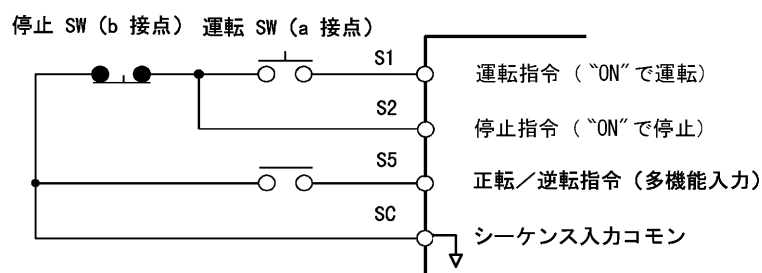 停止 SW (b 接点) 運転 SW (a 接点)
S1 運転指令 ( “ON” で運転)
S2 停止指令 ( “ON” で停止)
S5 正転／逆転指令 (多機能入力)
SC シーケンス入力コモン